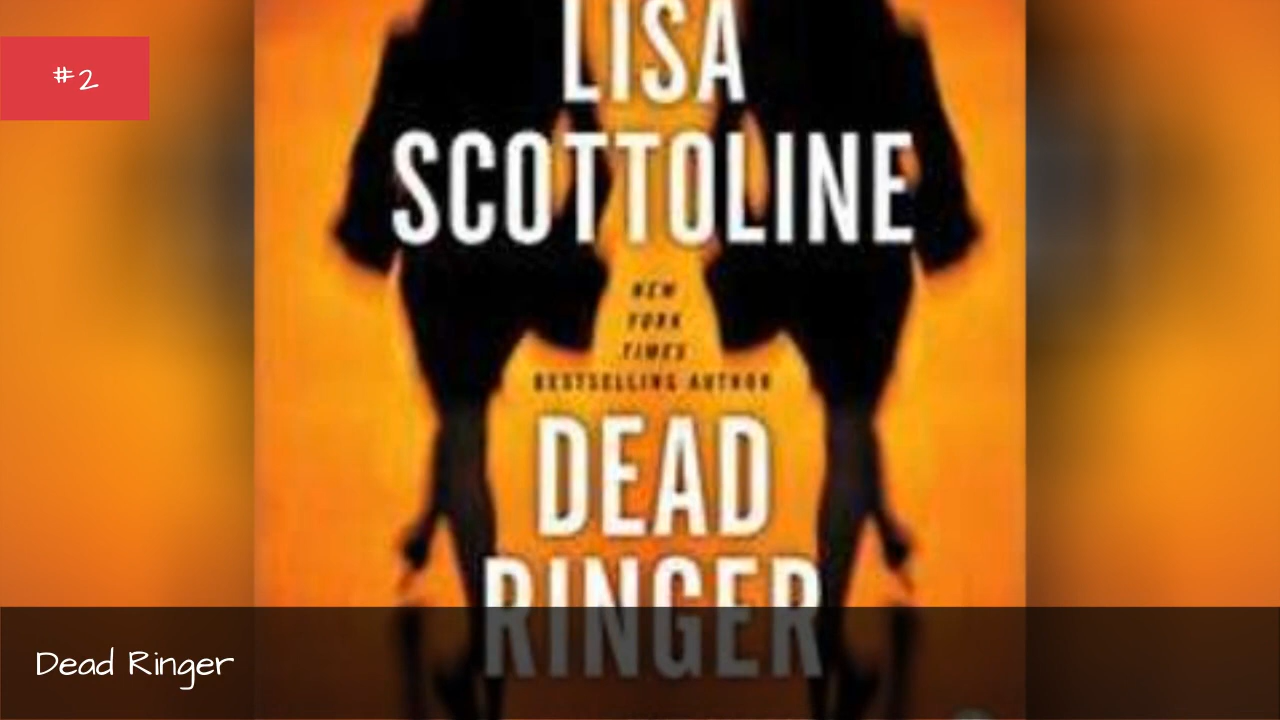 #2
LISA
SCOTTOLINE
NEW
YORK
TIMES
BESTSELLING AUTHOR
DEAD
RINGER
Dead Ringer